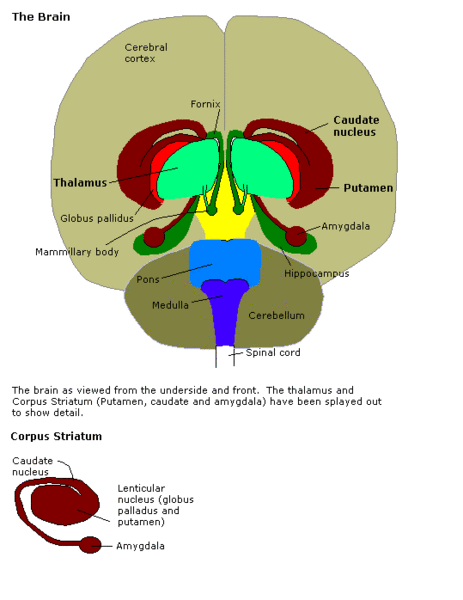 The Brain
Cerebral
cortex
Fornix
Caudate
nucleus
Thalamus
Putamen
Globus pallidus
Amygdala
Mammillary body
Hippocampus
Pons
Medulla
Cerebellum
Spinal cord
The brain as viewed from the underside and front.  The thalamus and
Corpus Striatum (Putamen, caudate and amygdala) have been splayed out
to show detail.
Corpus Striatum
Caudate
nucleus
Lenticular
nucleus (globus
palladus and
putamen)
Amygdala